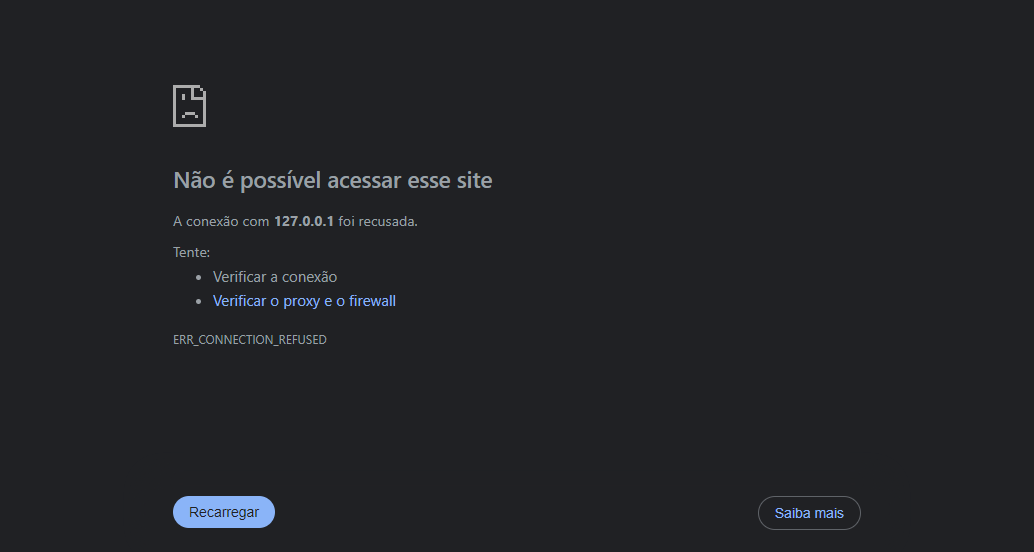 Não é possível acessar esse site
A conexão com 127.0.0.1 foi recusada.
Tente:
Verificar a conexão
Verificar o proxy e o firewall
ERR_CONNECTION_REFUSED
Recarregar
Saiba mais